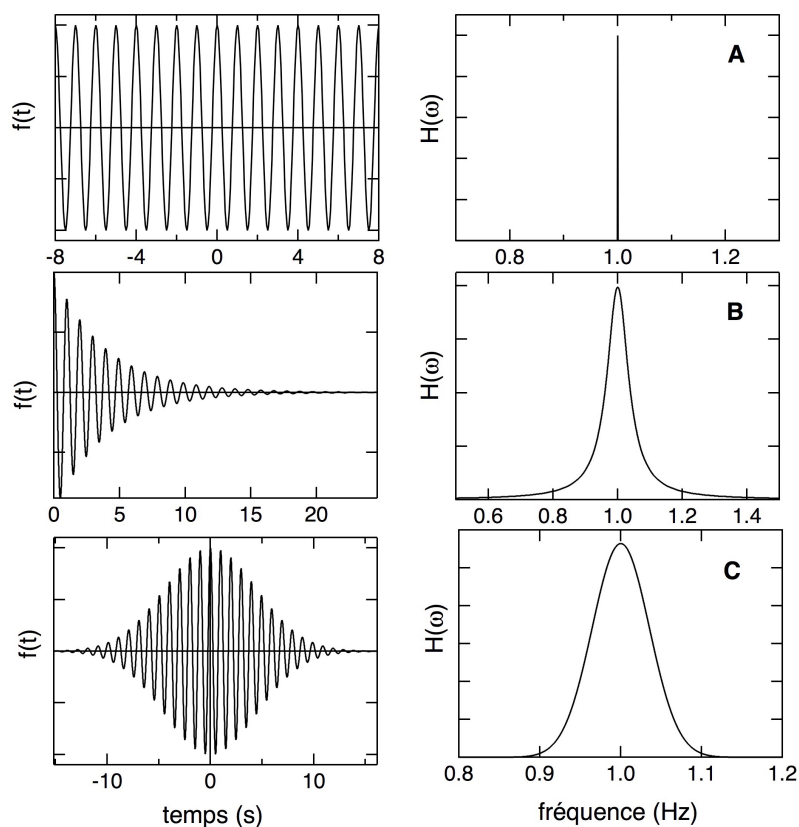 f(t)
-8 -4 0 4 8
H(ω)
A
0.8 1.0 1.2
f(t)
0 5 10 15 20
H(ω)
B
0.6 0.8 1.0 1.2 1.4
f(t)
-10 0 10
temps (s)
H(ω)
C
0.8 0.9 1.0 1.1 1.2
fréquence (Hz)